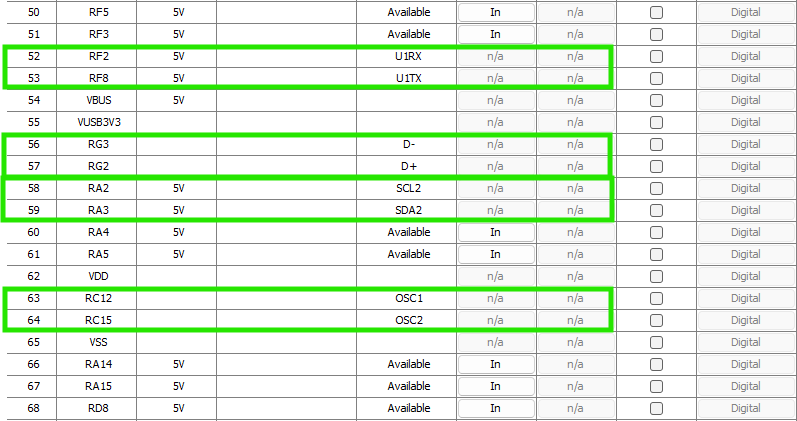 50 RF5 5V Available In n/a Digital
51 RF3 5V Available In n/a Digital
52 RF2 5V U1RX n/a n/a Digital
53 RF8 5V U1TX n/a n/a Digital
54 VBUS 5V n/a n/a Digital
55 VUSB3V3 n/a n/a Digital
56 RG3 D- n/a n/a Digital
57 RG2 D+ n/a n/a Digital
58 RA2 5V SCL2 n/a n/a Digital
59 RA3 5V SDA2 n/a n/a Digital
60 RA4 5V Available In n/a Digital
61 RA5 5V Available In n/a Digital
62 VDD n/a n/a Digital
63 RC12 OSC1 n/a n/a Digital
64 RC15 OSC2 n/a n/a Digital
65 VSS n/a n/a Digital
66 RA14 5V Available In n/a Digital
67 RA15 5V Available In n/a Digital
68 RD8 5V Available In n/a Digital